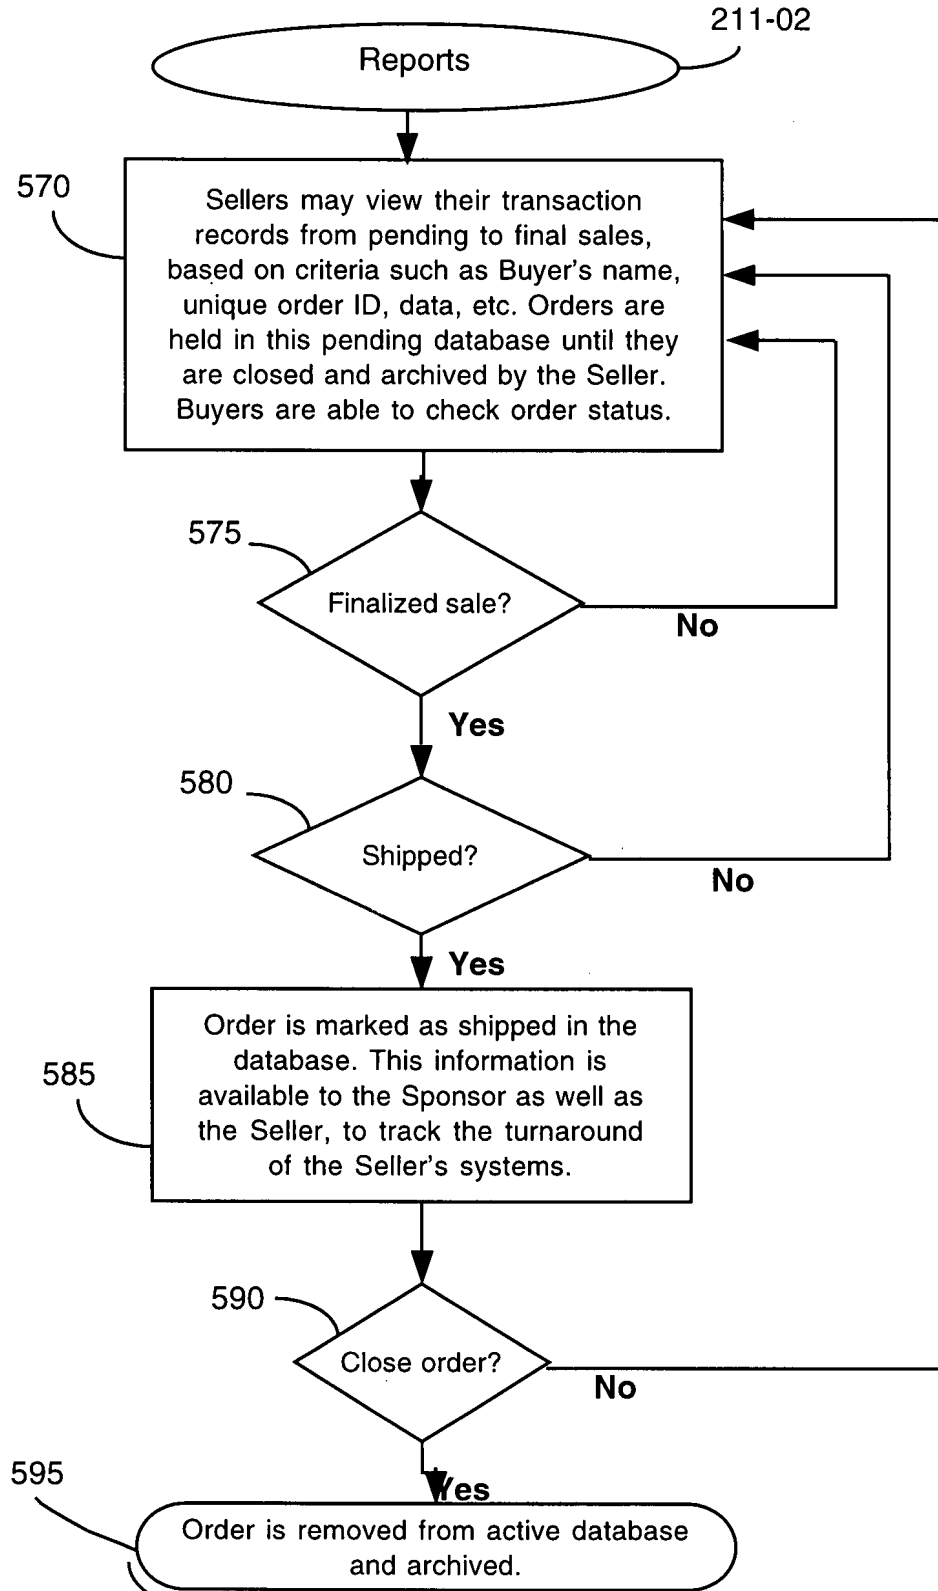 211-02
Reports
570
Sellers may view their transaction
records from pending to final sales,
based on criteria such as Buyer's name,
unique order ID, data, etc. Orders are
held in this pending database until they
are closed and archived by the Seller.
Buyers are able to check order status.
575
Finalized sale?
No
Yes
580
Shipped?
No
Yes
585
Order is marked as shipped in the
database. This information is
available to the Sponsor as well as
the Seller, to track the turnaround
of the Seller's systems.
590
Close order?
No
Yes
595
Order is removed from active database
and archived.